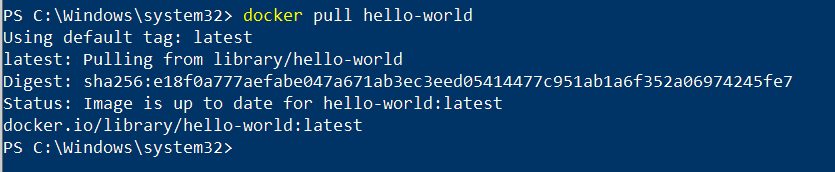 PS C:\Windows\system32> docker pull hello-world
Using default tag: latest
latest: Pulling from library/hello-world
Digest: sha256:e18f0a777aefabe047a671ab3ec3eed05414477c951ab1a6f352a06974245fe7
Status: Image is up to date for hello-world:latest
docker.io/library/hello-world:latest
PS C:\Windows\system32>